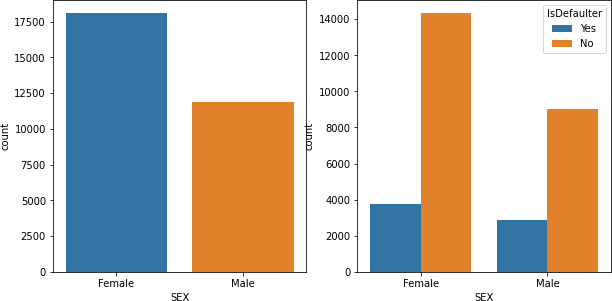 17500
15000
12500
10000
7500
5000
2500
0
count
Female
Male
SEX
14000
12000
10000
8000
6000
4000
2000
0
count
IsDefaulter
Yes
No
Female
Male
SEX